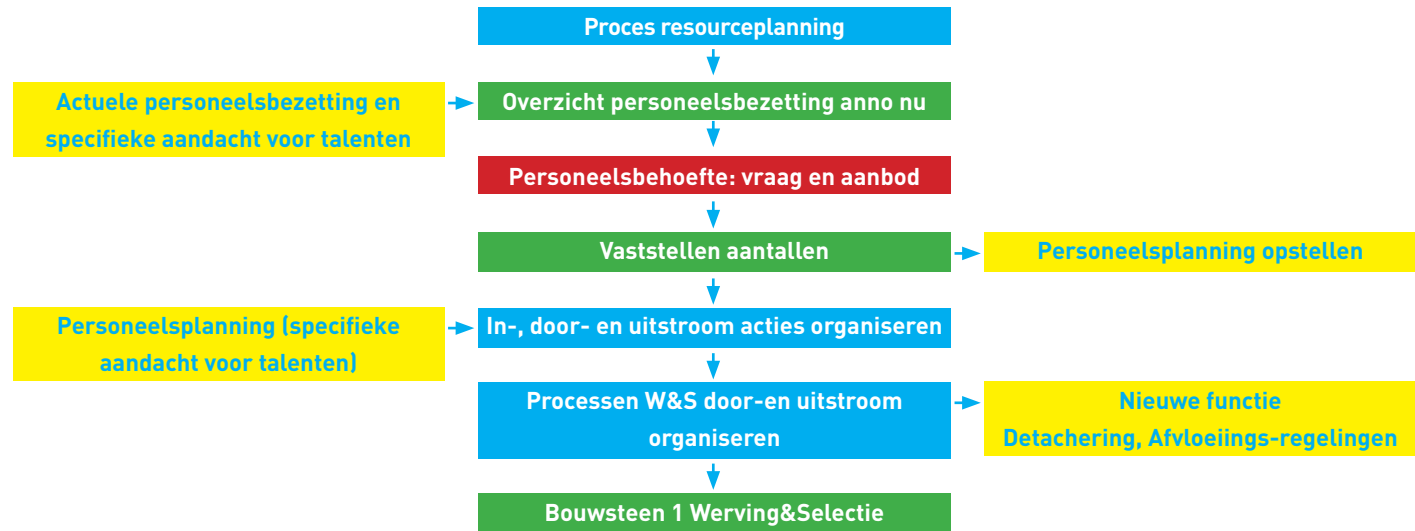 Proces resourceplanning
Actuele personeelsbezetting en
specifieke aandacht voor talenten
Overzicht personeelsbezetting anno nu
Personeelsbehoefte: vraag en aanbod
Vaststellen aantallen
Personeelsplanning opstellen
Personeelsplanning (specifieke
aandacht voor talenten)
In-, door- en uitstroom acties organiseren
Processen W&S door-en uitstroom
organiseren
Nieuwe functie
Detachering, Afvloeiings-regelingen
Bouwsteen 1 Werving&Selectie